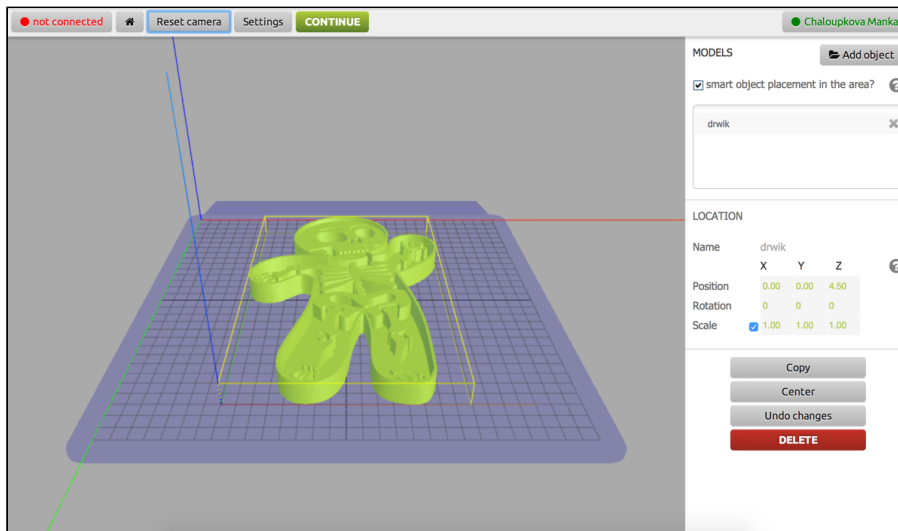 not connected Reset camera Settings CONTINUE Chaloupkova Manka
MODELS Add object
smart object placement in the area? ?
drwik
LOCATION
Name drwik
X Y Z ?
Position 0.00 0.00 4.50
Rotation 0 0 0
Scale 1.00 1.00 1.00
Copy
Center
Undo changes
DELETE